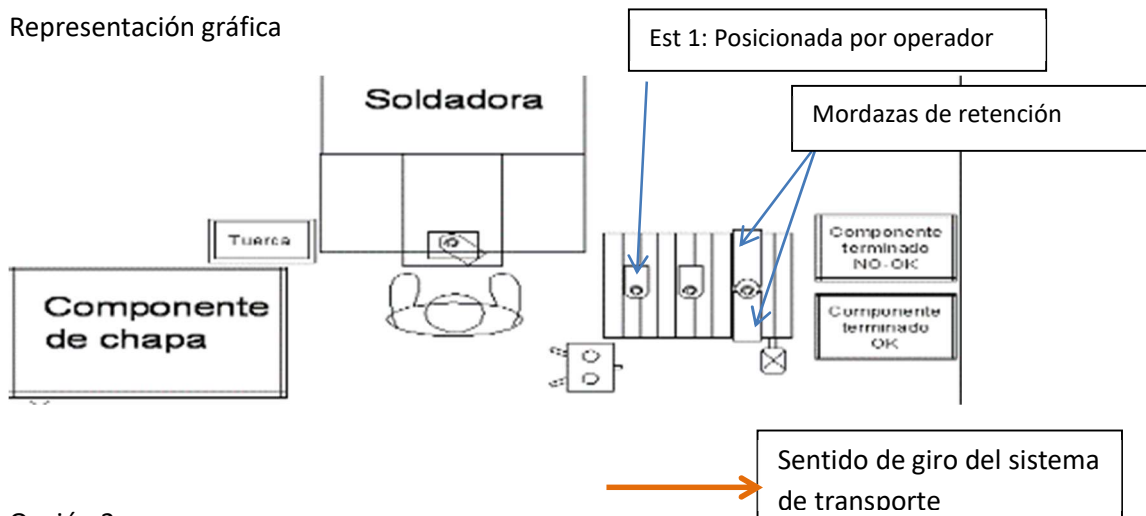 Representación gráfica
Est 1: Posicionada por operador
Soldadora
Mordazas de retención
Tuerca
Componente
terminado
NO-OK
Componente
de chapa
Componente
terminado
OK
Sentido de giro del sistema
de transporte